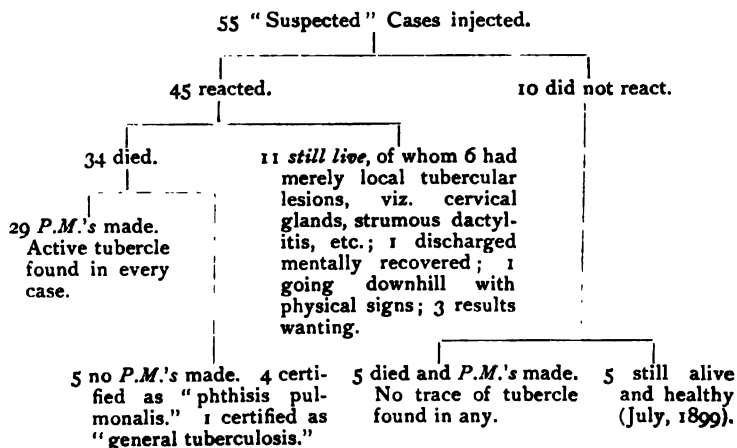 55 “Suspected” Cases injected.
45 reacted.
10 did not react.
34 died.
11 still live, of whom 6 had
merely local tubercular
lesions, viz. cervical
glands, strumous dactyl-
itis, etc.; 1 discharged
mentally recovered; 1
going downhill with
physical signs; 3 results
wanting.
29 P.M.'s made.
Active tubercle
found in every
case.
5 no P.M.'s made. 4 certi-
fied as “phthisis pul-
monalis.” 1 certified as
“general tuberculosis.”
5 died and P.M.'s made.
No trace of tubercle
found in any.
5 still alive
and healthy
(July, 1899).